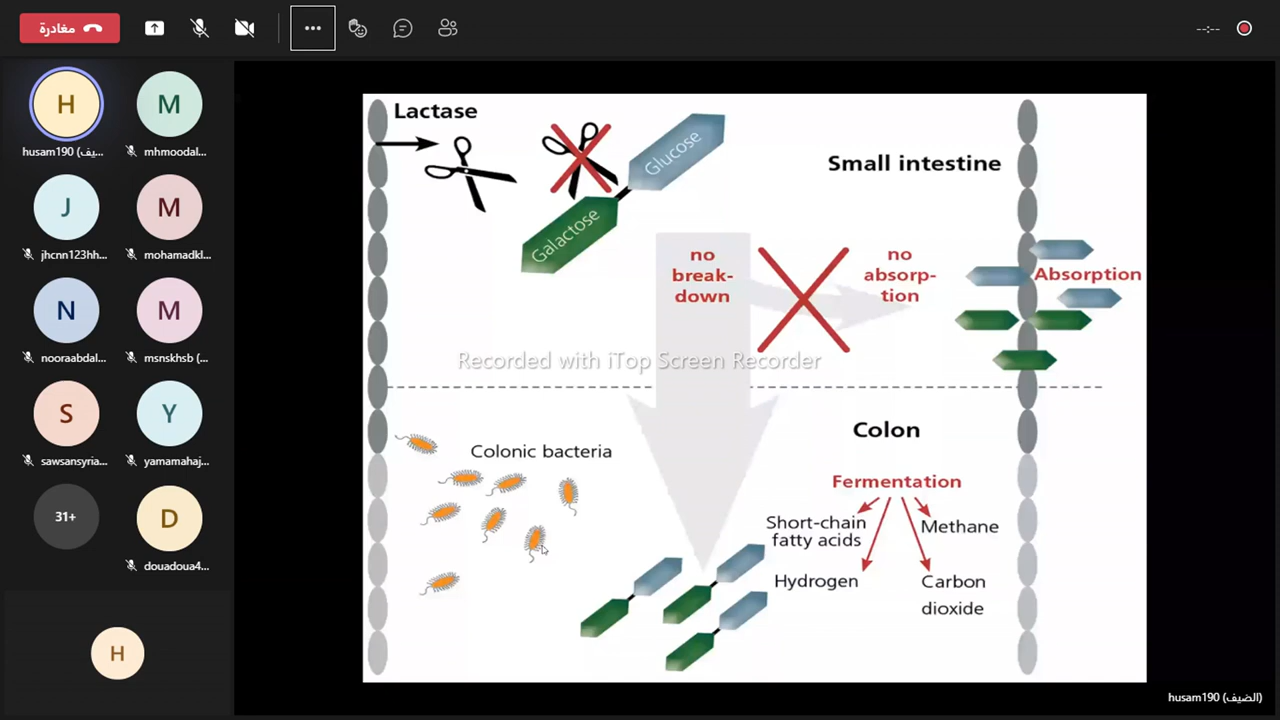 مغادرة
--:--
H
M
husam190 (ضيف...
mhmoodal...
J
M
jhcnn123hh...
mohamadkl...
N
M
nooraabdal...
msnskhsb (...
S
Y
sawsansyria...
yamamahaj...
31+
D
douadoua4...
H
Lactase
Glucose
Galactose
Small intestine
no
break-
down
no
absorp-
tion
Absorption
Recorded with iTop Screen Recorder
Colon
Colonic bacteria
Fermentation
Short-chain
fatty acids
Methane
Hydrogen
Carbon
dioxide
husam190 (الضيف)